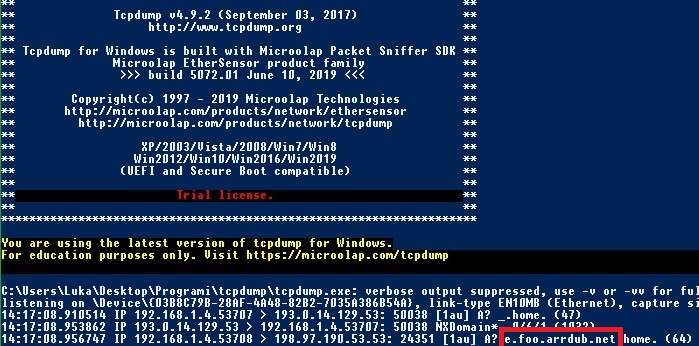 **
** Tcpdump v4.9.2 (September 03, 2017) **
** http://www.tcpdump.org **
** **
** Tcpdump for Windows is built with Microolap Packet Sniffer SDK **
** Microolap EtherSensor product family **
** >>> build 5072.01 June 10, 2019 <<< **
** **
** Copyright(c) 1997 - 2019 Microolap Technologies **
** http://microolap.com/products/network/ethersensor **
** http://microolap.com/products/network/tcpdump **
** **
** XP/2003/Vista/2008/Win7/Win8 **
** Win2012/Win10/Win2016/Win2019 **
** (UEFI and Secure Boot compatible) **
** **
** Trial license. **
** **
********************************************************************
You are using the latest version of tcpdump for Windows.
For education purposes only. Visit https://microolap.com/tcpdump
C:\Users\Luka\Desktop\Programi\tcpdump\tcpdump.exe: verbose output suppressed, use -v or -vv for ful
listening on \Device\{03B8C79B-28AF-4A48-82B2-7035A386B54A}, link-type EN10MB (Ethernet), capture si
14:17:08.910514 IP 192.168.1.4.53707 > 193.0.14.129.53: 50038 [1au] A? _.home. (47)
14:17:08.953862 IP 193.0.14.129.53 > 192.168.1.4.53707: 50038 NXDomain* 0/6/1 (1032)
14:17:08.956747 IP 192.168.1.4.53707 > 198.97.190.53.53: 24351 [1au] A? e.foo.arrdub.net home. (64)